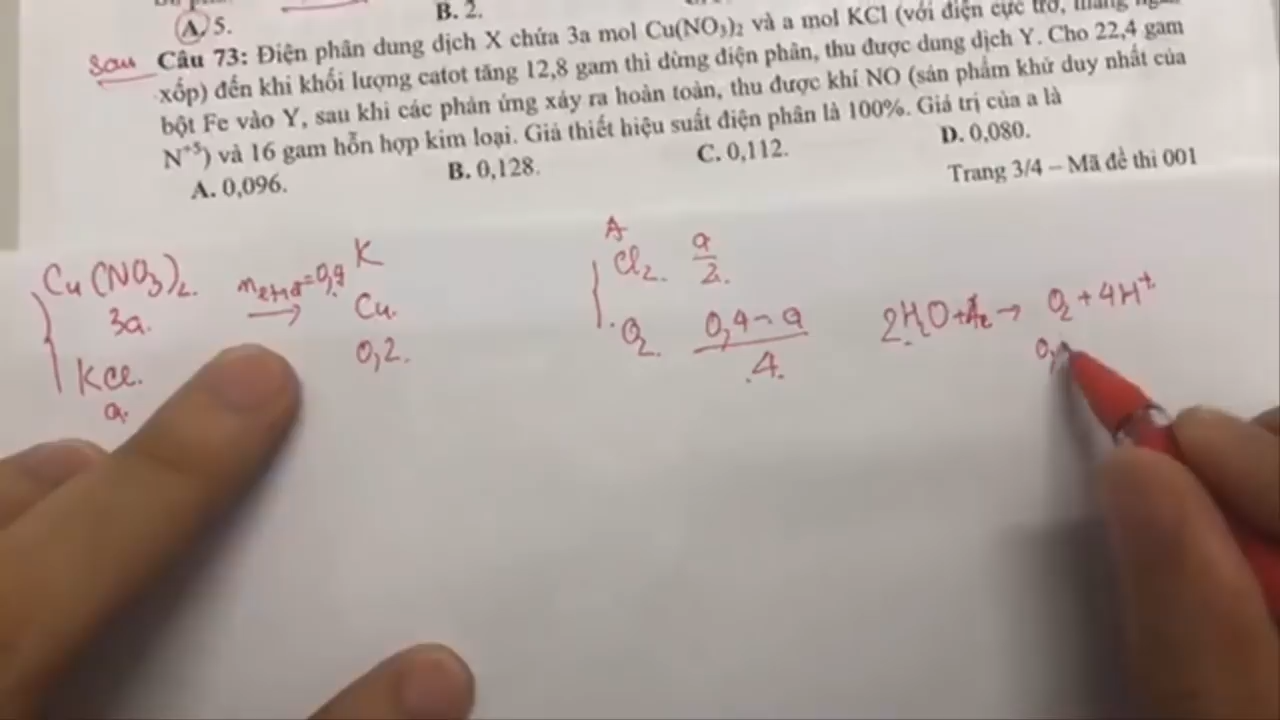 B. 2.
A. 5.
Sau Câu 73: Điện phân dung dịch X chứa 3a mol Cu(NO₃)₂ và a mol KCl (với điện cực trơ, màng
xốp) đến khi khối lượng catot tăng 12,8 gam thì dừng điện phân, thu được dung dịch Y. Cho 22,4 gam
bột Fe vào Y, sau khi các phản ứng xảy ra hoàn toàn, thu được khí NO (sản phẩm khử duy nhất của
N⁺⁵) và 16 gam hỗn hợp kim loại. Giả thiết hiệu suất điện phân là 100%. Giá trị của a là
A. 0,096. B. 0,128. C. 0,112. D. 0,080.
Trang 3/4 – Mã đề thi 001
Cu(NO₃)₂. K A
3a. Cu. Cl₂. a/2.
KCl. 0,2. O₂ (0,4-a)/4. 2H₂O → O₂ + 4H⁺
a. 0,